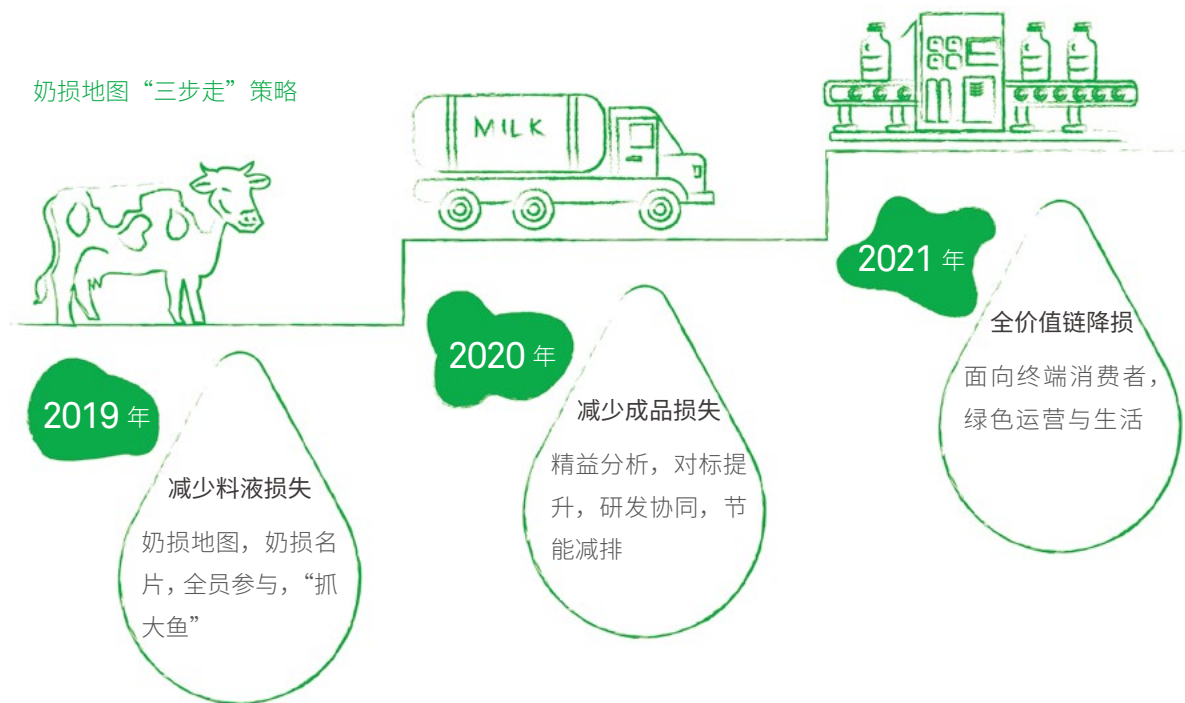 奶损地图“三步走”策略
MILK
2019 年
减少料液损失
奶损地图，奶损名
片，全员参与，“抓
大鱼”
2020 年
减少成品损失
精益分析，对标提
升，研发协同，节
能减排
2021 年
全价值链降损
面向终端消费者，
绿色运营与生活